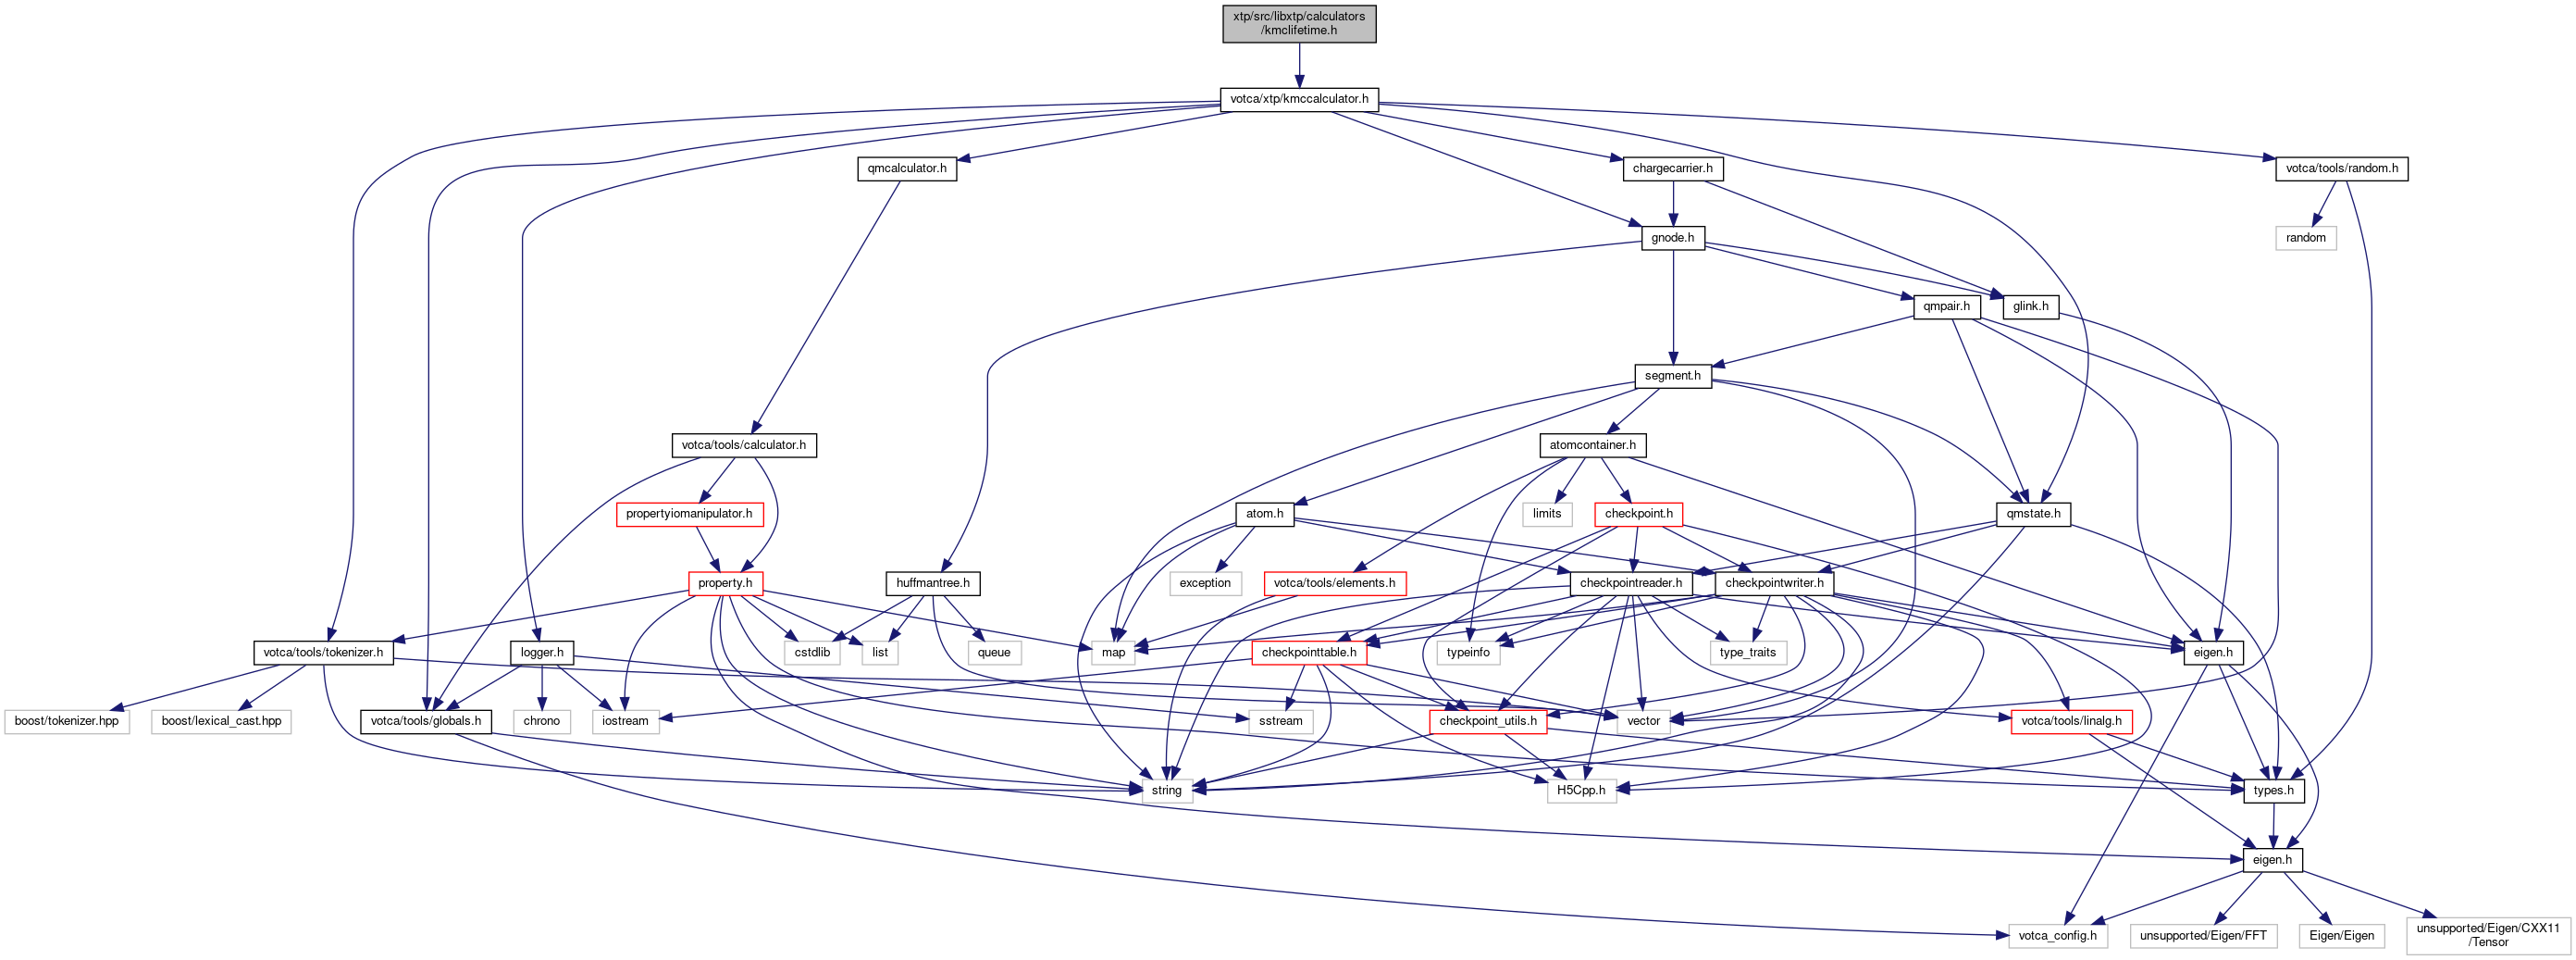 xtp/src/libxtp/calculators
/kmclifetime.h
votca/xtp/kmccalculator.h
qmcalculator.h
chargecarrier.h
votca/tools/random.h
gnode.h
random
qmpair.h
glink.h
segment.h
votca/tools/calculator.h
atomcontainer.h
propertyiomanipulator.h
atom.h
limits
checkpoint.h
qmstate.h
property.h
huffmantree.h
exception
votca/tools/elements.h
checkpointreader.h
checkpointwriter.h
votca/tools/tokenizer.h
logger.h
cstdlib
list
queue
map
checkpointtable.h
typeinfo
type_traits
eigen.h
boost/tokenizer.hpp
boost/lexical_cast.hpp
votca/tools/globals.h
chrono
iostream
sstream
checkpoint_utils.h
vector
votca/tools/linalg.h
string
H5Cpp.h
types.h
eigen.h
votca_config.h
unsupported/Eigen/FFT
Eigen/Eigen
unsupported/Eigen/CXX11
/Tensor